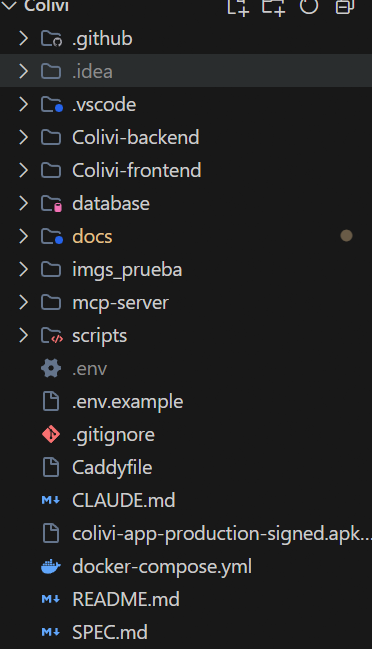 Colivi
.github
.idea
.vscode
Colivi-backend
Colivi-frontend
database
docs
imgs_prueba
mcp-server
scripts
.env
.env.example
.gitignore
Caddyfile
CLAUDE.md
colivi-app-production-signed.apk...
docker-compose.yml
README.md
SPEC.md